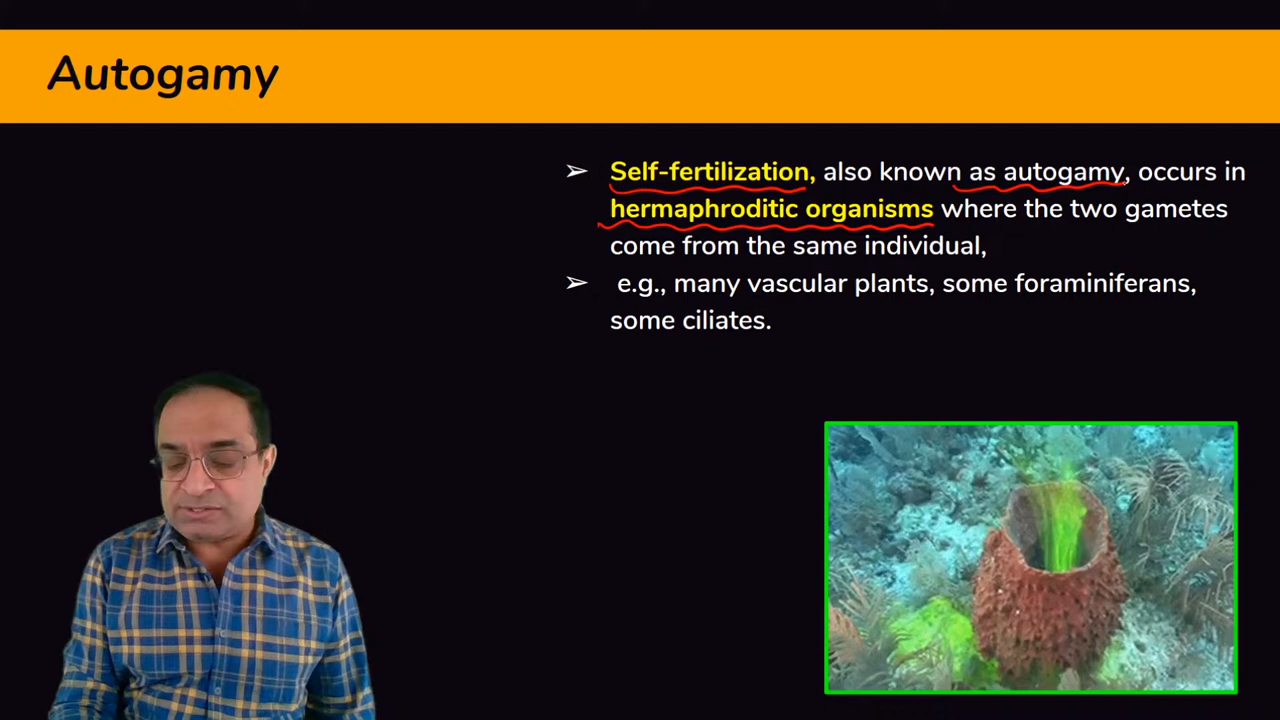 Autogamy
➢ Self-fertilization, also known as autogamy, occurs in
hermaphroditic organisms where the two gametes
come from the same individual,
➢ e.g., many vascular plants, some foraminiferans,
some ciliates.